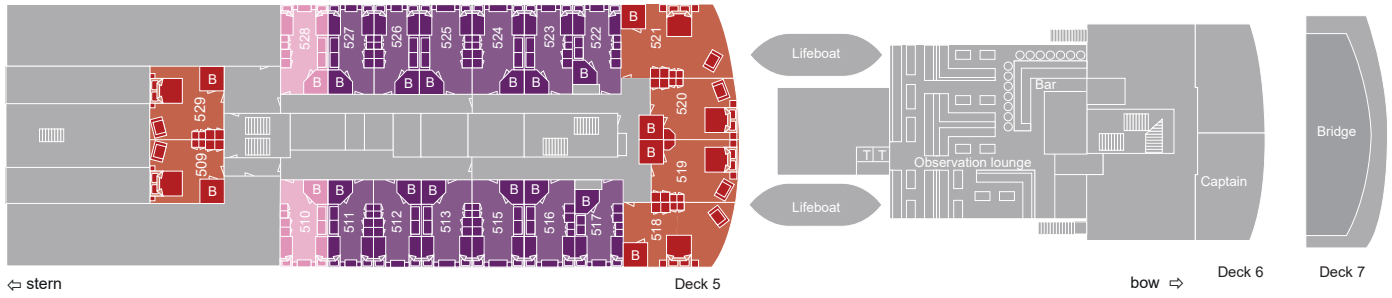 528
527
526
525
524
523
522
521
B
B
B
B
B
B
B
B
529
B
520
B
509
B
B
519
B
B
B
B
B
B
B
510
511
512
513
515
516
517
518
B
Lifeboat
Bar
T T
Observation lounge
Lifeboat
Captain
Bridge
⇦ stern
Deck 5
bow ⇨
Deck 6
Deck 7